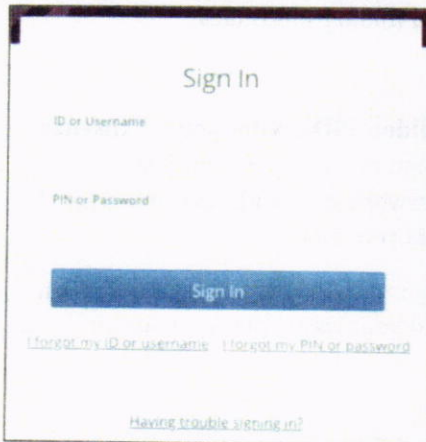 Sign In
ID or Username
PIN or Password
Sign In
I forgot my ID or username I forgot my PIN or password
Having trouble signing in?